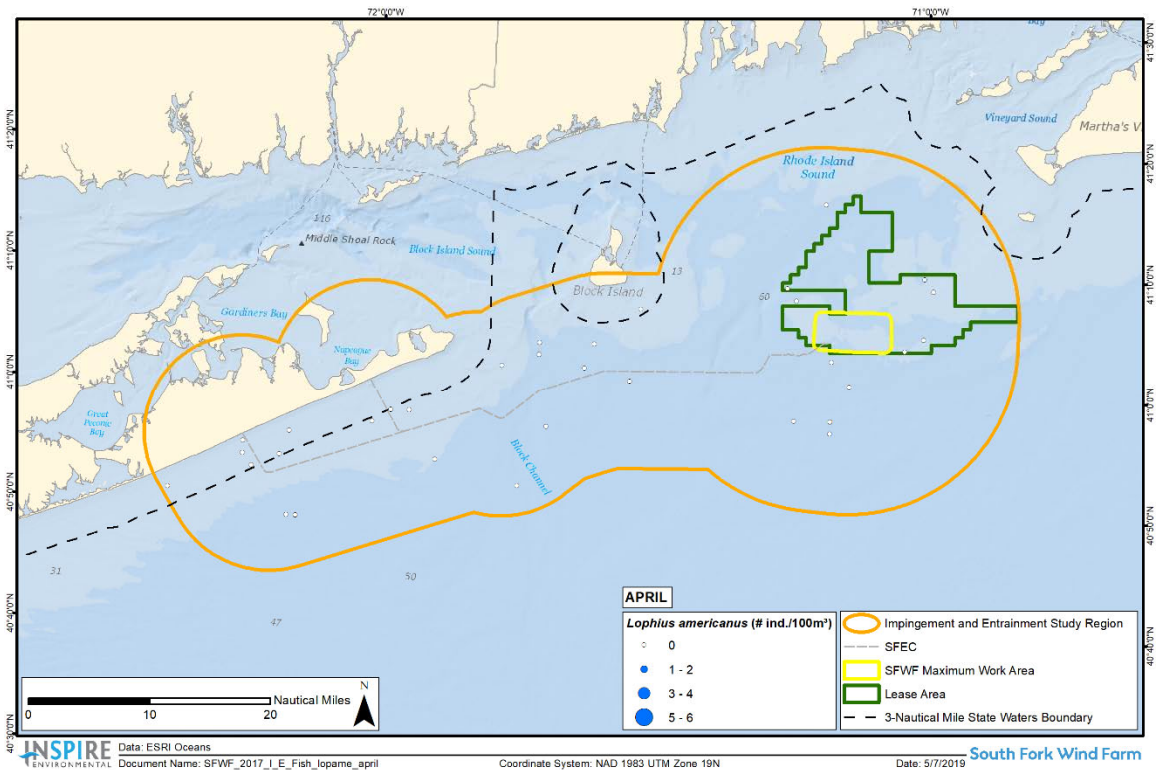 72°0'0"W
71°0'0"W
Bay
41°30'0"N
41°20'0"N
Vineyard Sound
Martha's V
Rhode Island
Sound
41°20'0"N
116
Middle Shoal Rock
41°10'0"N
Block Island Sound
13
Block Island
60
41°10'0"N
Gardiners Bay
Napeague
Bay
41°0'0"N
Great
Peconic
Bay
41°0'0"N
Block Channel
40°50'0"N
40°50'0"N
31
50
47
40°40'0"N
40°40'0"N
40°30'0"N
APRIL
Lophius americanus (# ind./100m³)
0
1 - 2
3 - 4
5 - 6
Impingement and Entrainment Study Region
SFEC
SFWF Maximum Work Area
Lease Area
3-Nautical Mile State Waters Boundary
N
Nautical Miles
0 10 20
INSPIRE
ENVIRONMENTAL
Data: ESRI Oceans
Document Name: SFWF_2017_I_E_Fish_lopame_april
Coordinate System: NAD 1983 UTM Zone 19N
Date: 5/7/2019
South Fork Wind Farm